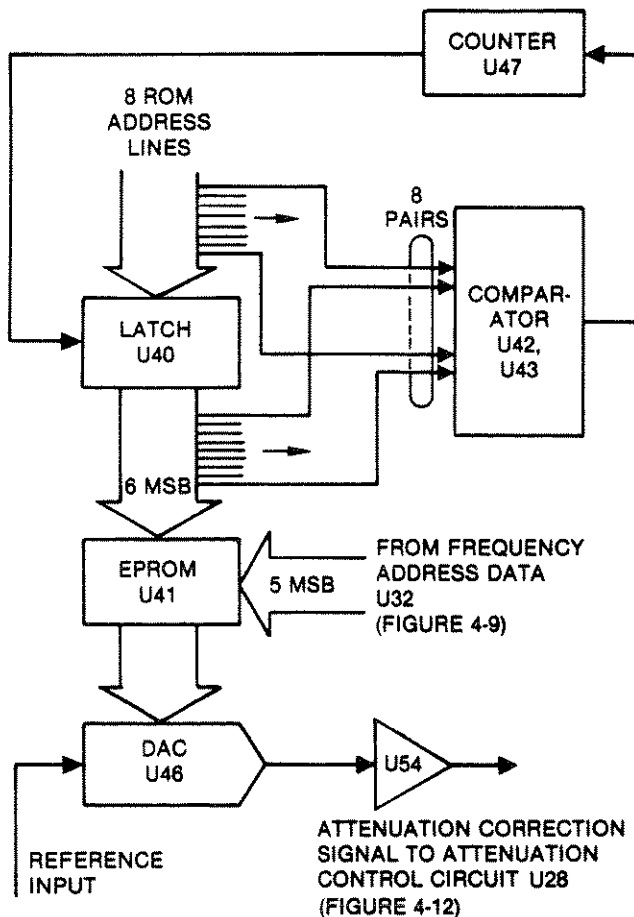 COUNTER
U47
8 ROM
ADDRESS
LINES
8
PAIRS
COMPAR-
ATOR
U42,
U43
LATCH
U40
6 MSB
EPROM
U41
5 MSB
FROM FREQUENCY
ADDRESS DATA
U32
(FIGURE 4-9)
DAC
U46
U54
REFERENCE
INPUT
ATTENUATION CORRECTION
SIGNAL TO ATTENUATION
CONTROL CIRCUIT U28
(FIGURE 4-12)